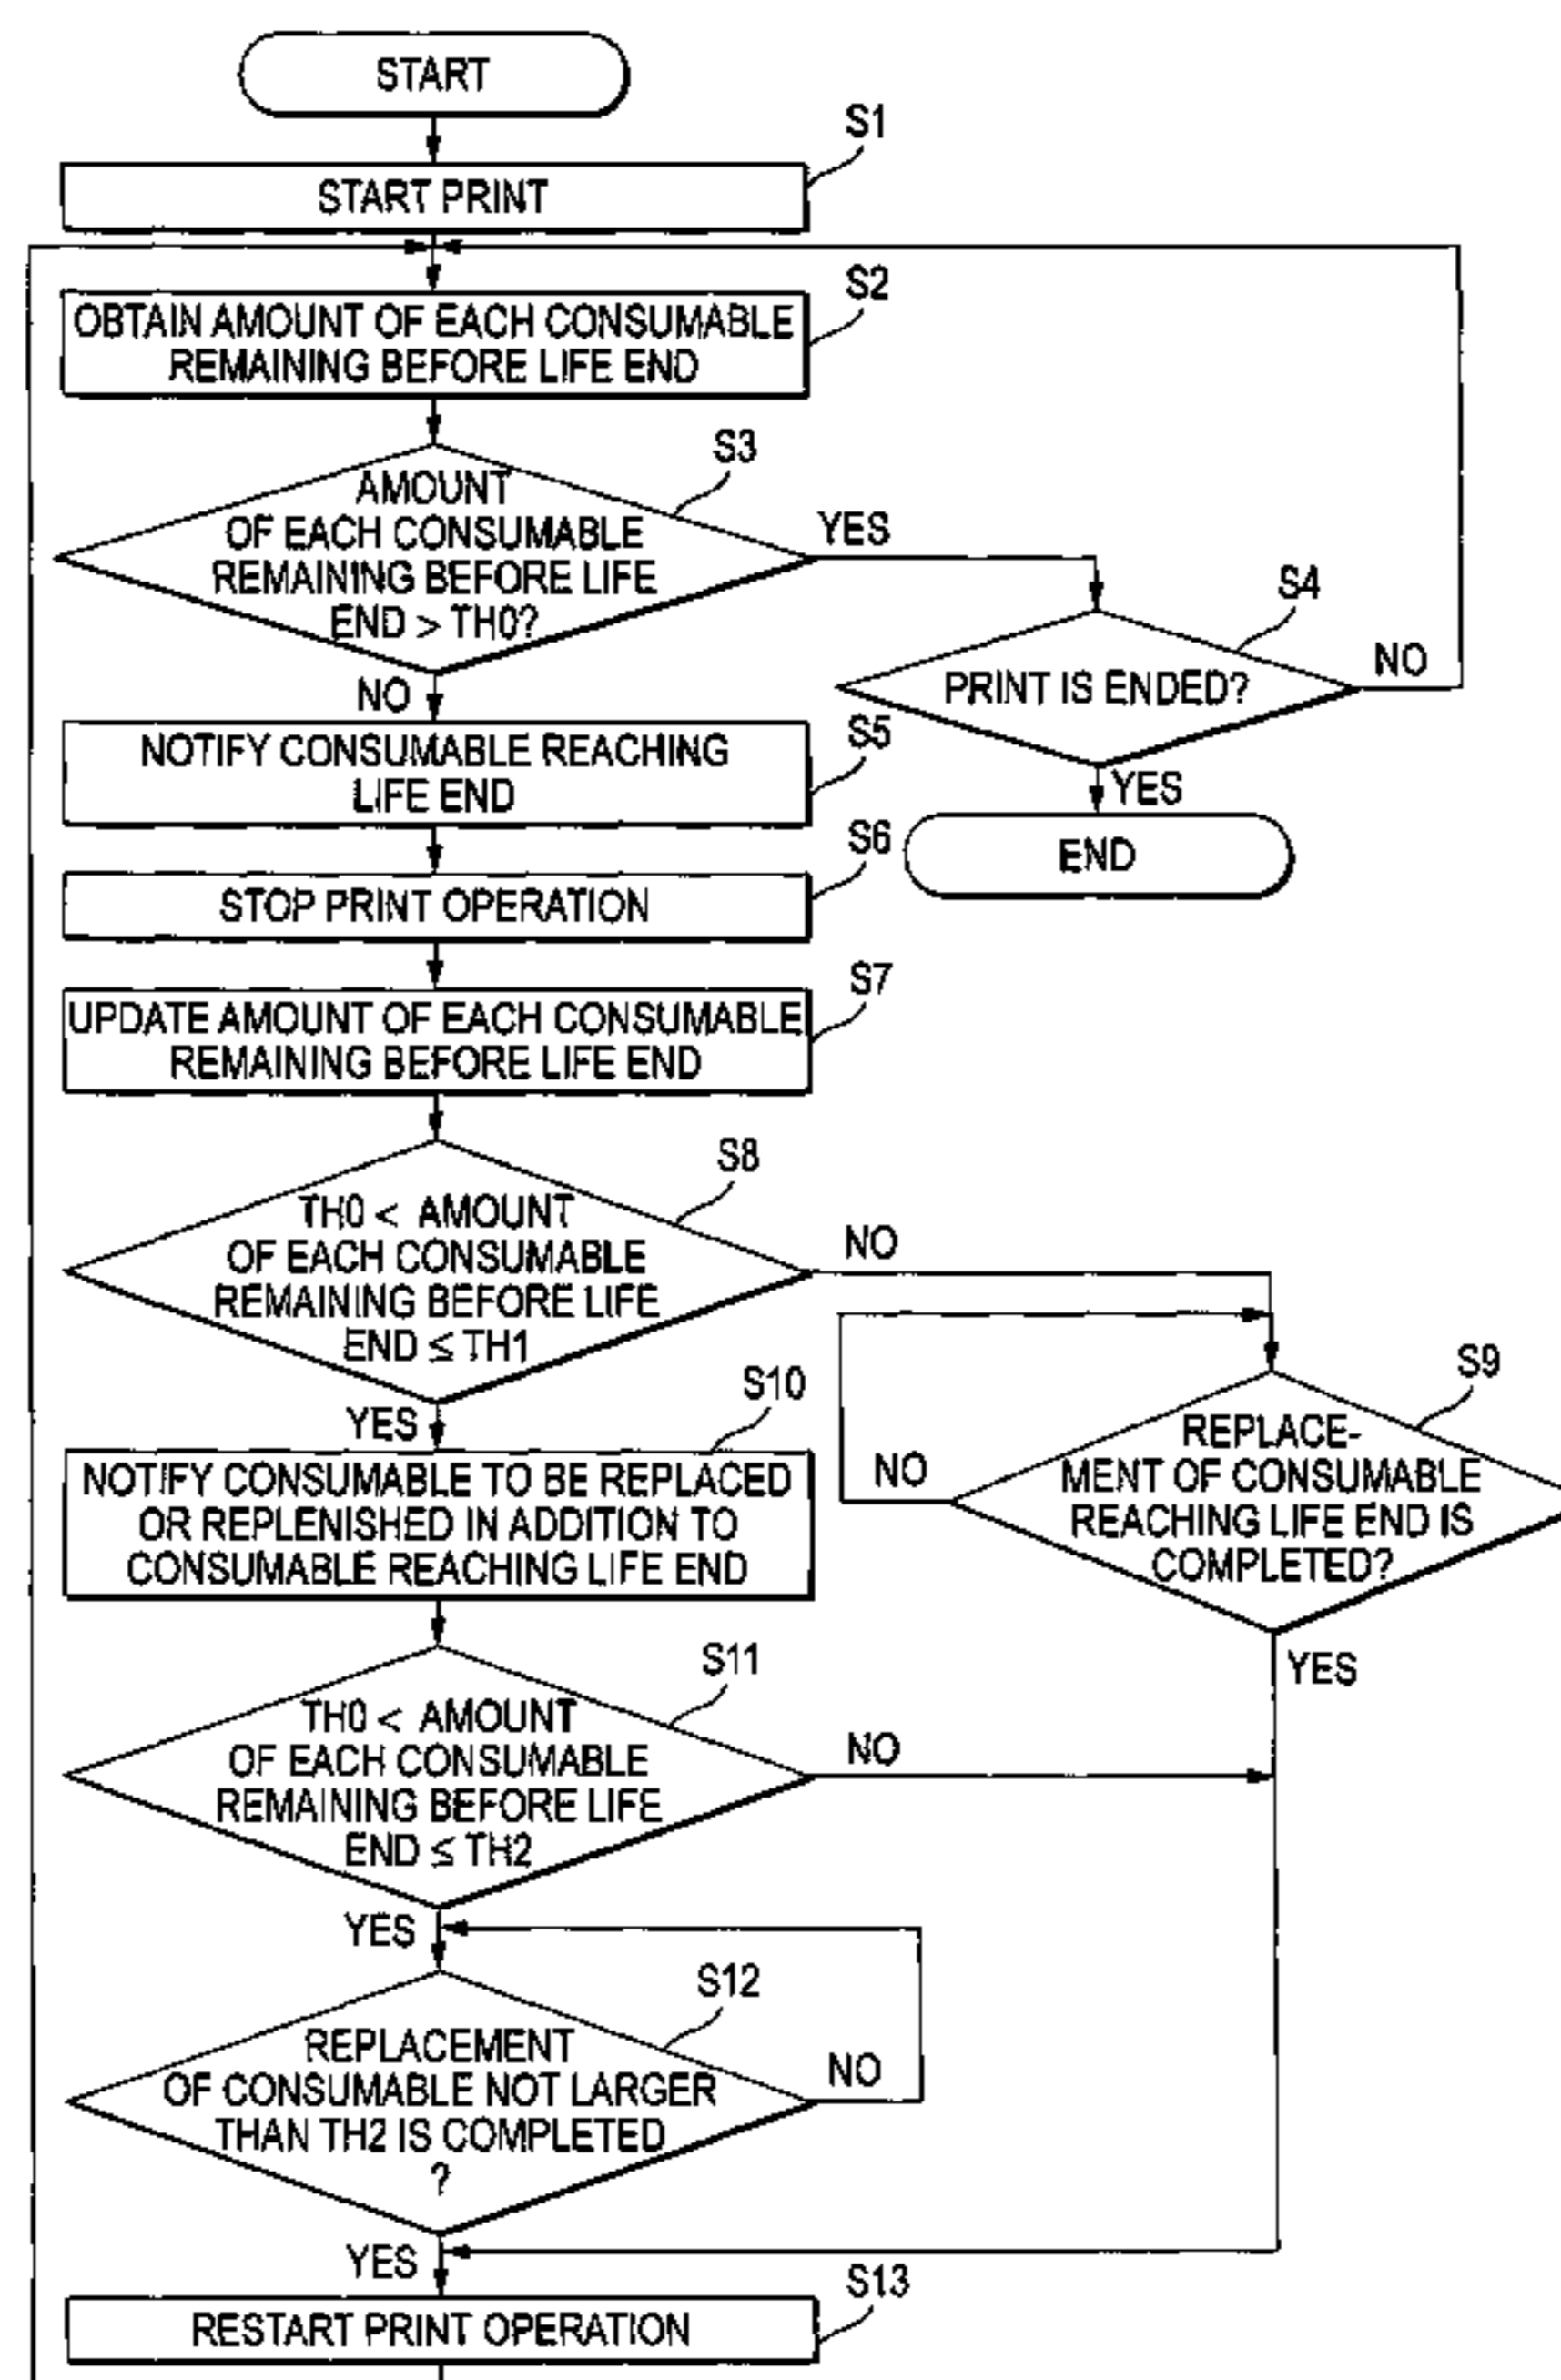 START
S1
START PRINT
S2
OBTAIN AMOUNT OF EACH CONSUMABLE
REMAINING BEFORE LIFE END
S3
AMOUNT
OF EACH CONSUMABLE
REMAINING BEFORE LIFE
END > TH0?
YES
S4
PRINT IS ENDED?
NO
NO
YES
END
S5
NOTIFY CONSUMABLE REACHING
LIFE END
S6
STOP PRINT OPERATION
S7
UPDATE AMOUNT OF EACH CONSUMABLE
REMAINING BEFORE LIFE END
S8
TH0 < AMOUNT
OF EACH CONSUMABLE
REMAINING BEFORE LIFE
END ≤ TH1
NO
S9
REPLACE-
MENT OF CONSUMABLE
REACHING LIFE END IS
COMPLETED?
NO
YES
YES
S10
NOTIFY CONSUMABLE TO BE REPLACED
OR REPLENISHED IN ADDITION TO
CONSUMABLE REACHING LIFE END
S11
TH0 < AMOUNT
OF EACH CONSUMABLE
REMAINING BEFORE LIFE
END ≤ TH2
NO
YES
S12
REPLACEMENT
OF CONSUMABLE NOT LARGER
THAN TH2 IS COMPLETED
?
NO
YES
S13
RESTART PRINT OPERATION